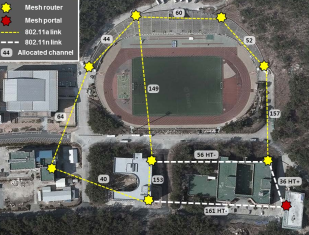 Mesh router
Mesh portal
802.11a link
802.11n link
44 Allocated channel
60
44
52
149
157
64
56 HT-
153
40
36 HT+
161 HT-